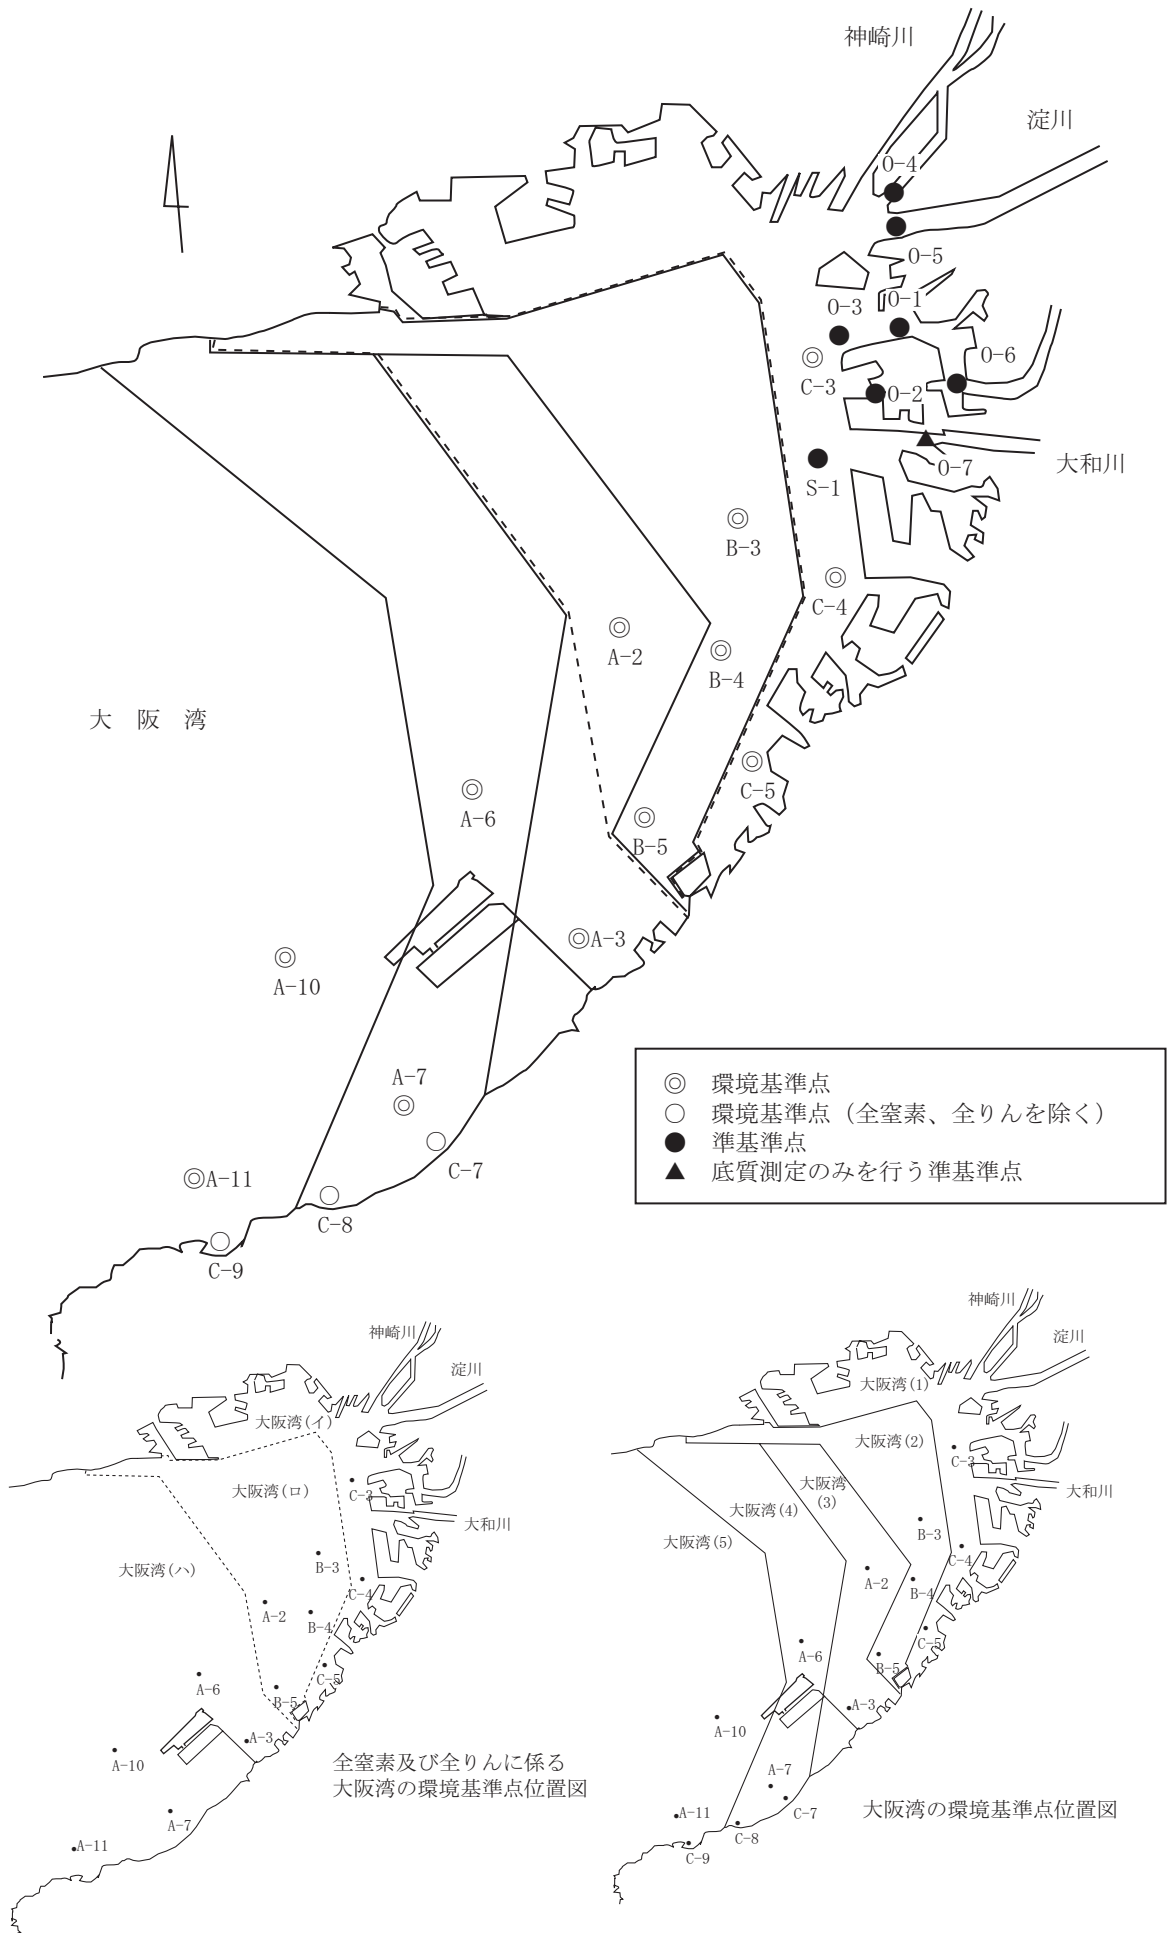 神崎川
淀川
O-4
O-5
O-3
O-1
O-6
C-3
O-2
大和川
O-7
S-1
B-3
C-4
A-2
B-4
大 阪 湾
C-5
A-6
B-5
A-3
A-10
A-7
C-7
A-11
C-8
C-9
◎ 環境基準点
○ 環境基準点（全窒素、全りんを除く）
● 準基準点
▲ 底質測定のみを行う準基準点
神崎川
淀川
大阪湾(イ)
大阪湾(ロ)
C-3
大和川
大阪湾(ハ)
B-3
C-4
A-2
B-4
C-5
A-6
B-5
A-3
A-10
A-7
A-11
全窒素及び全りんに係る
大阪湾の環境基準点位置図
神崎川
淀川
大阪湾(1)
大阪湾(2)
C-3
大阪湾
(3)
大和川
大阪湾(4)
B-3
大阪湾(5)
C-4
A-2
B-4
C-5
A-6
B-5
A-3
A-10
A-7
C-7
A-11
C-8
C-9
大阪湾の環境基準点位置図